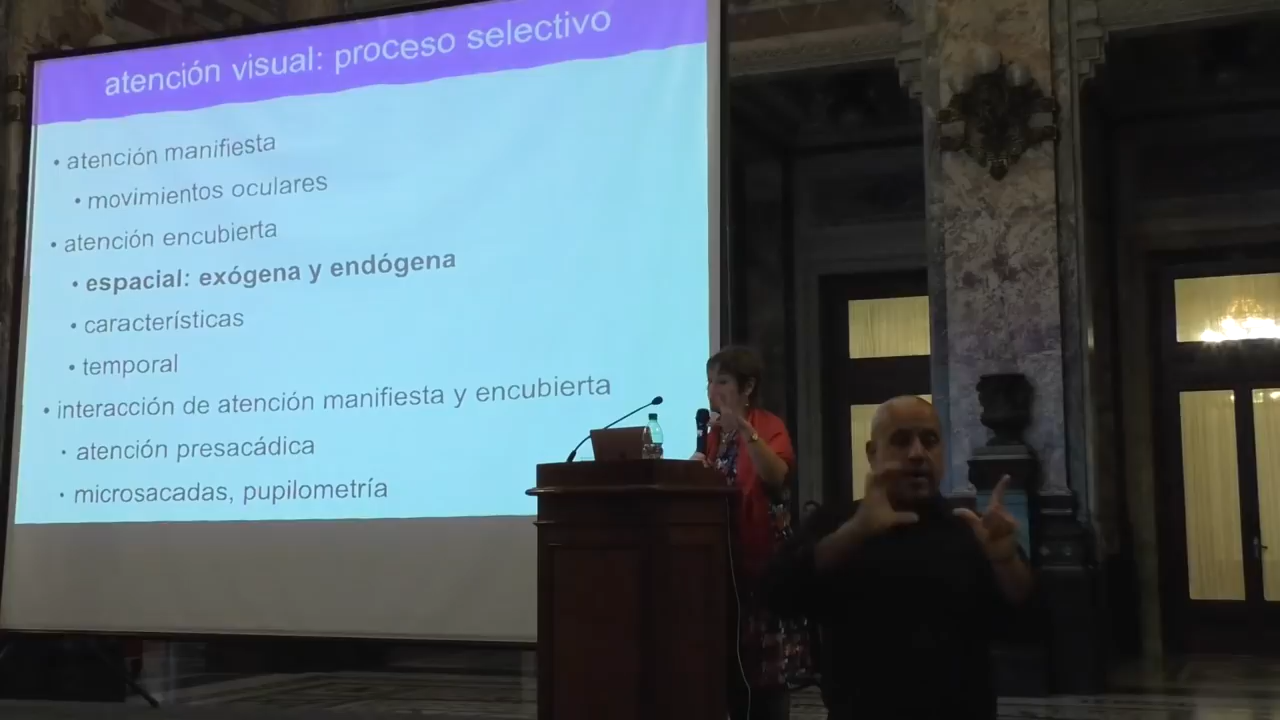 atención visual: proceso selectivo
• atención manifiesta
• movimientos oculares
• atención encubierta
• espacial: exógena y endógena
• características
• temporal
• interacción de atención manifiesta y encubierta
• atención presacádica
• microsacadas, pupilometría